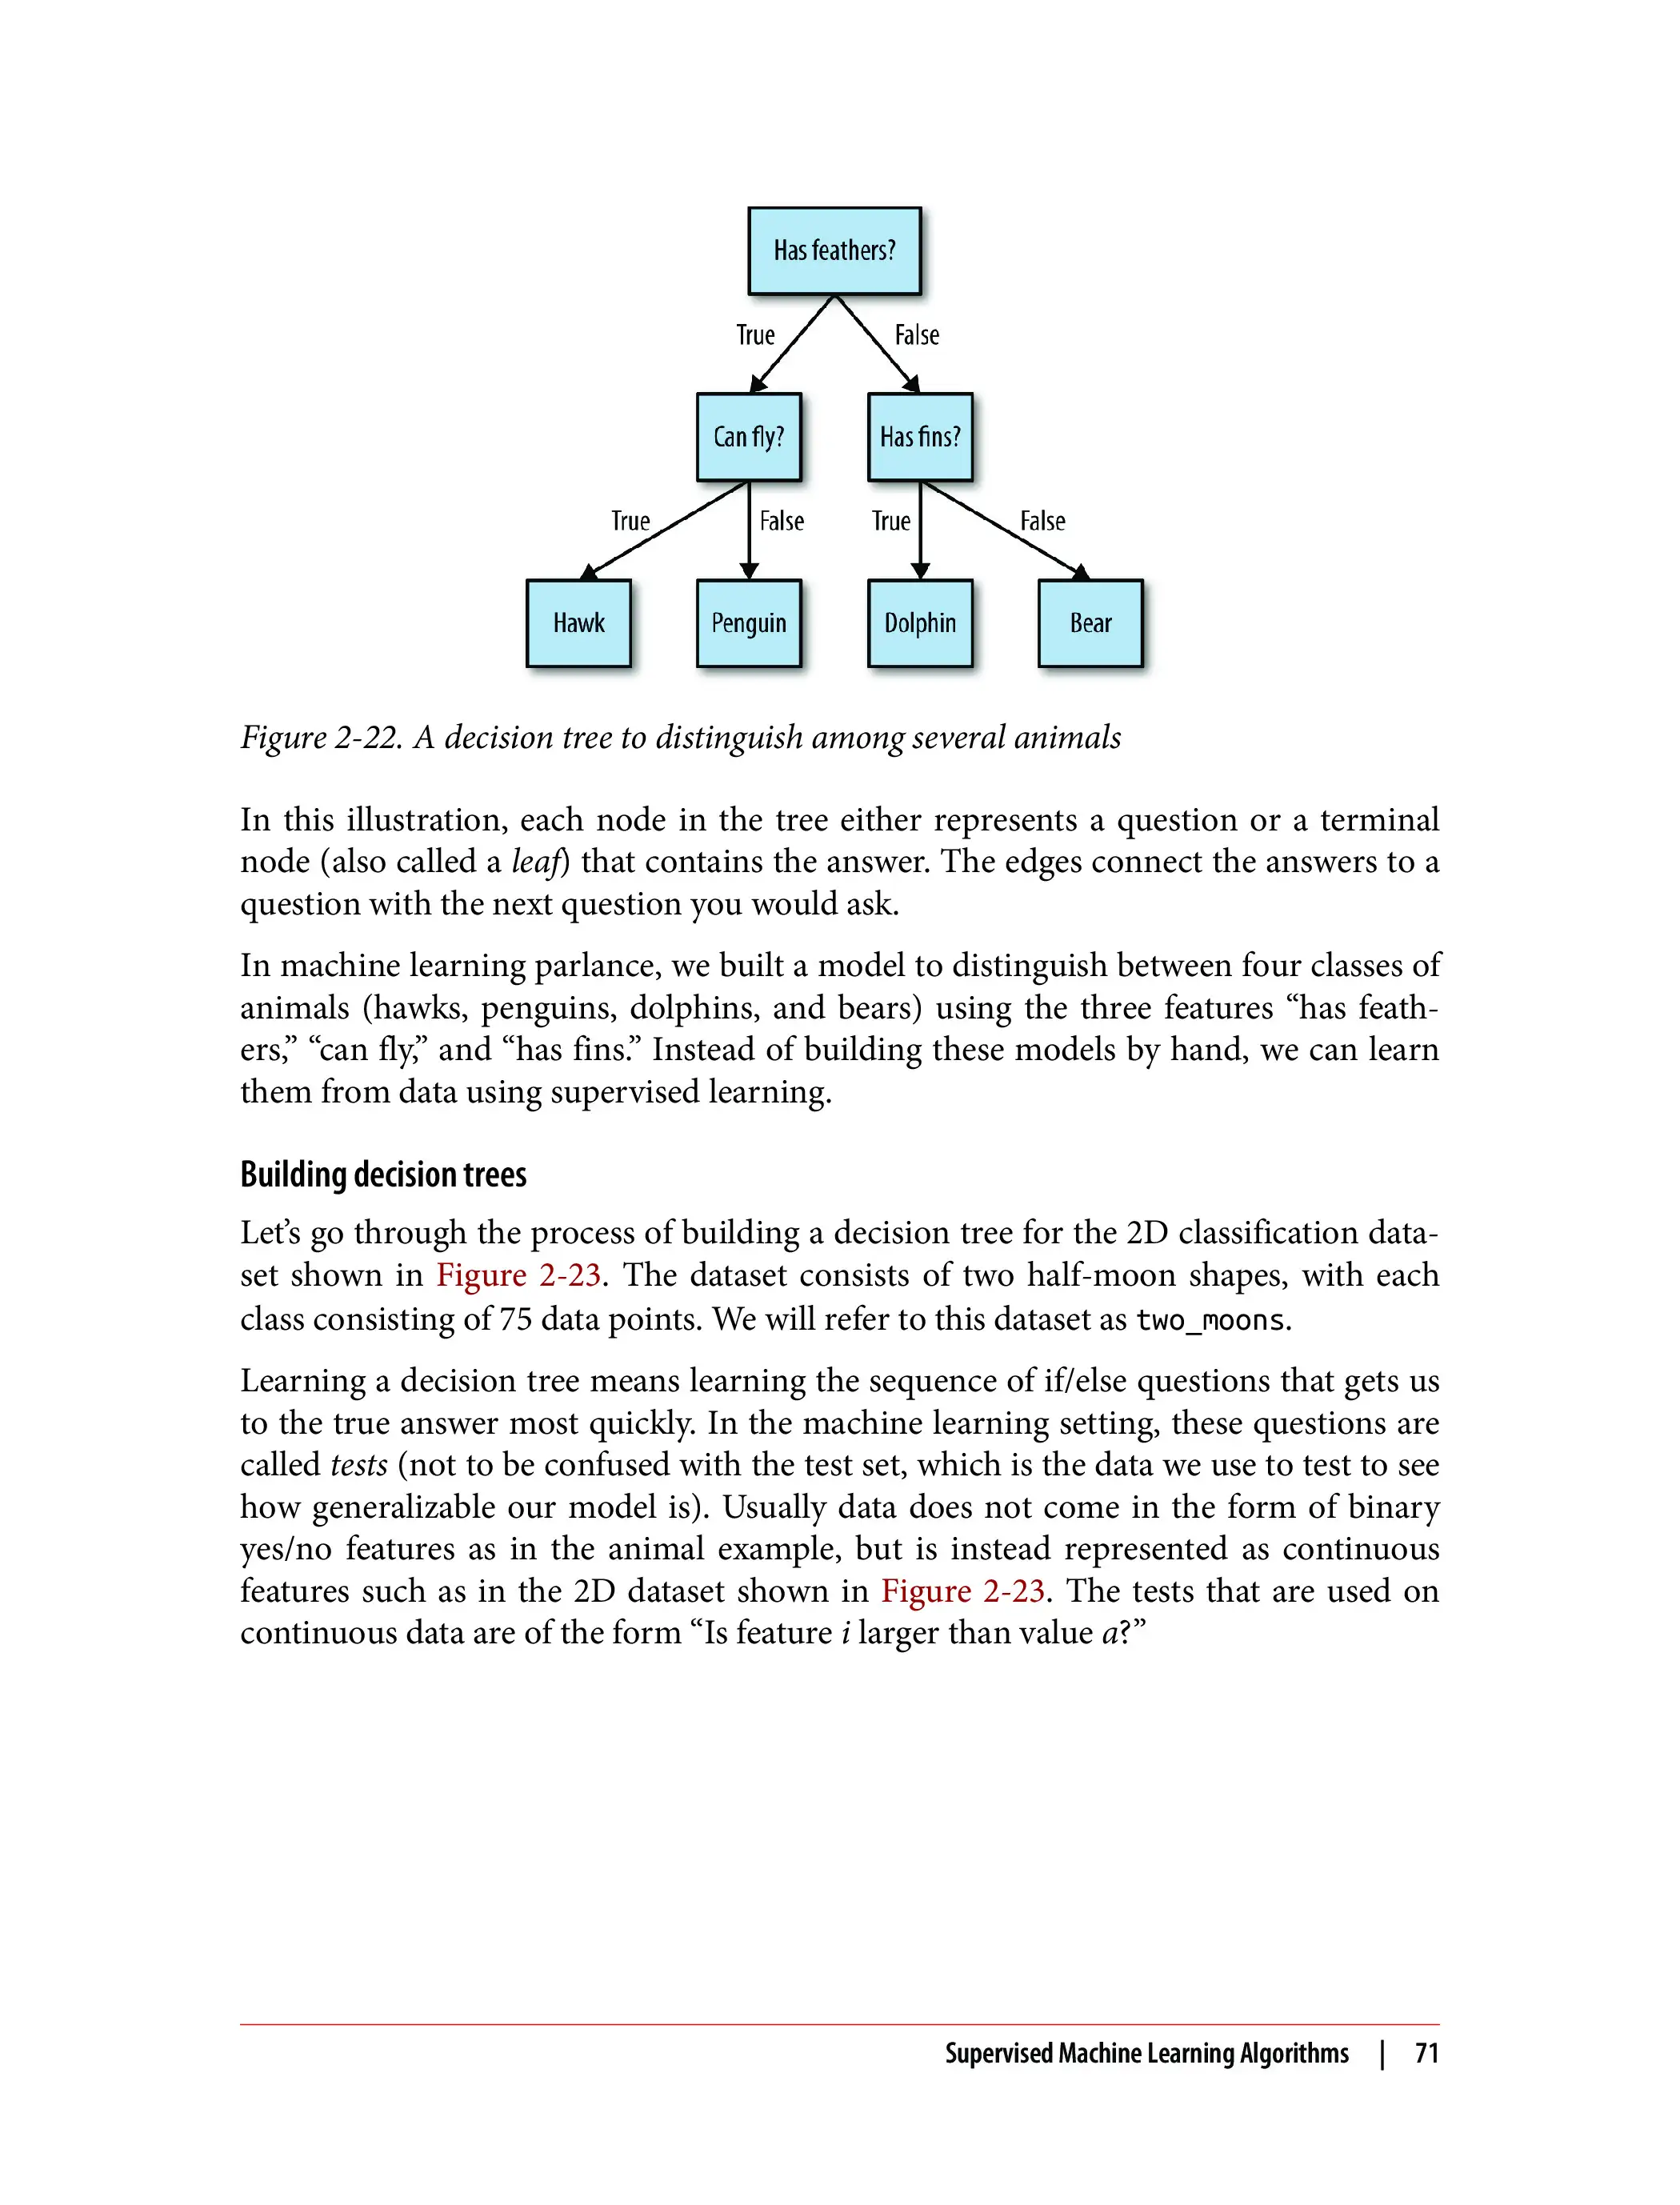 Has feathers?
True
False
Can fly?
Has fins?
True
False
True
False
Hawk
Penguin
Dolphin
Bear
Figure 2-22. A decision tree to distinguish among several animals
In this illustration, each node in the tree either represents a question or a terminal
node (also called a leaf) that contains the answer. The edges connect the answers to a
question with the next question you would ask.
In machine learning parlance, we built a model to distinguish between four classes of
animals (hawks, penguins, dolphins, and bears) using the three features “has feath-
ers,” “can fly,” and “has fins.” Instead of building these models by hand, we can learn
them from data using supervised learning.
Building decision trees
Let’s go through the process of building a decision tree for the 2D classification data-
set shown in Figure 2-23. The dataset consists of two half-moon shapes, with each
class consisting of 75 data points. We will refer to this dataset as two_moons.
Learning a decision tree means learning the sequence of if/else questions that gets us
to the true answer most quickly. In the machine learning setting, these questions are
called tests (not to be confused with the test set, which is the data we use to test to see
how generalizable our model is). Usually data does not come in the form of binary
yes/no features as in the animal example, but is instead represented as continuous
features such as in the 2D dataset shown in Figure 2-23. The tests that are used on
continuous data are of the form “Is feature i larger than value a?”
Supervised Machine Learning Algorithms | 71